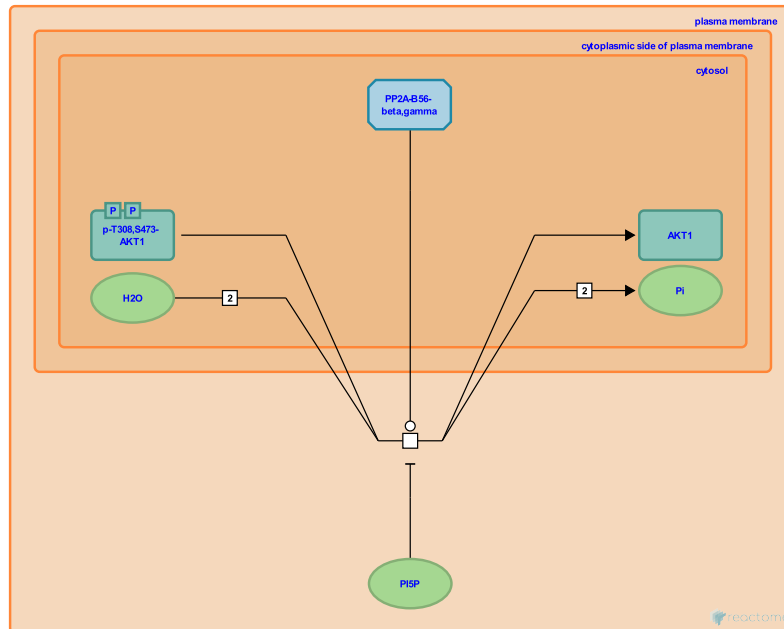 plasma membrane
cytoplasmic side of plasma membrane
cytosol
PP2A-B56-
beta,gamma
P P
p-T308,S473-
AKT1
AKT1
H2O
2
2
Pi
PI5P
reactome